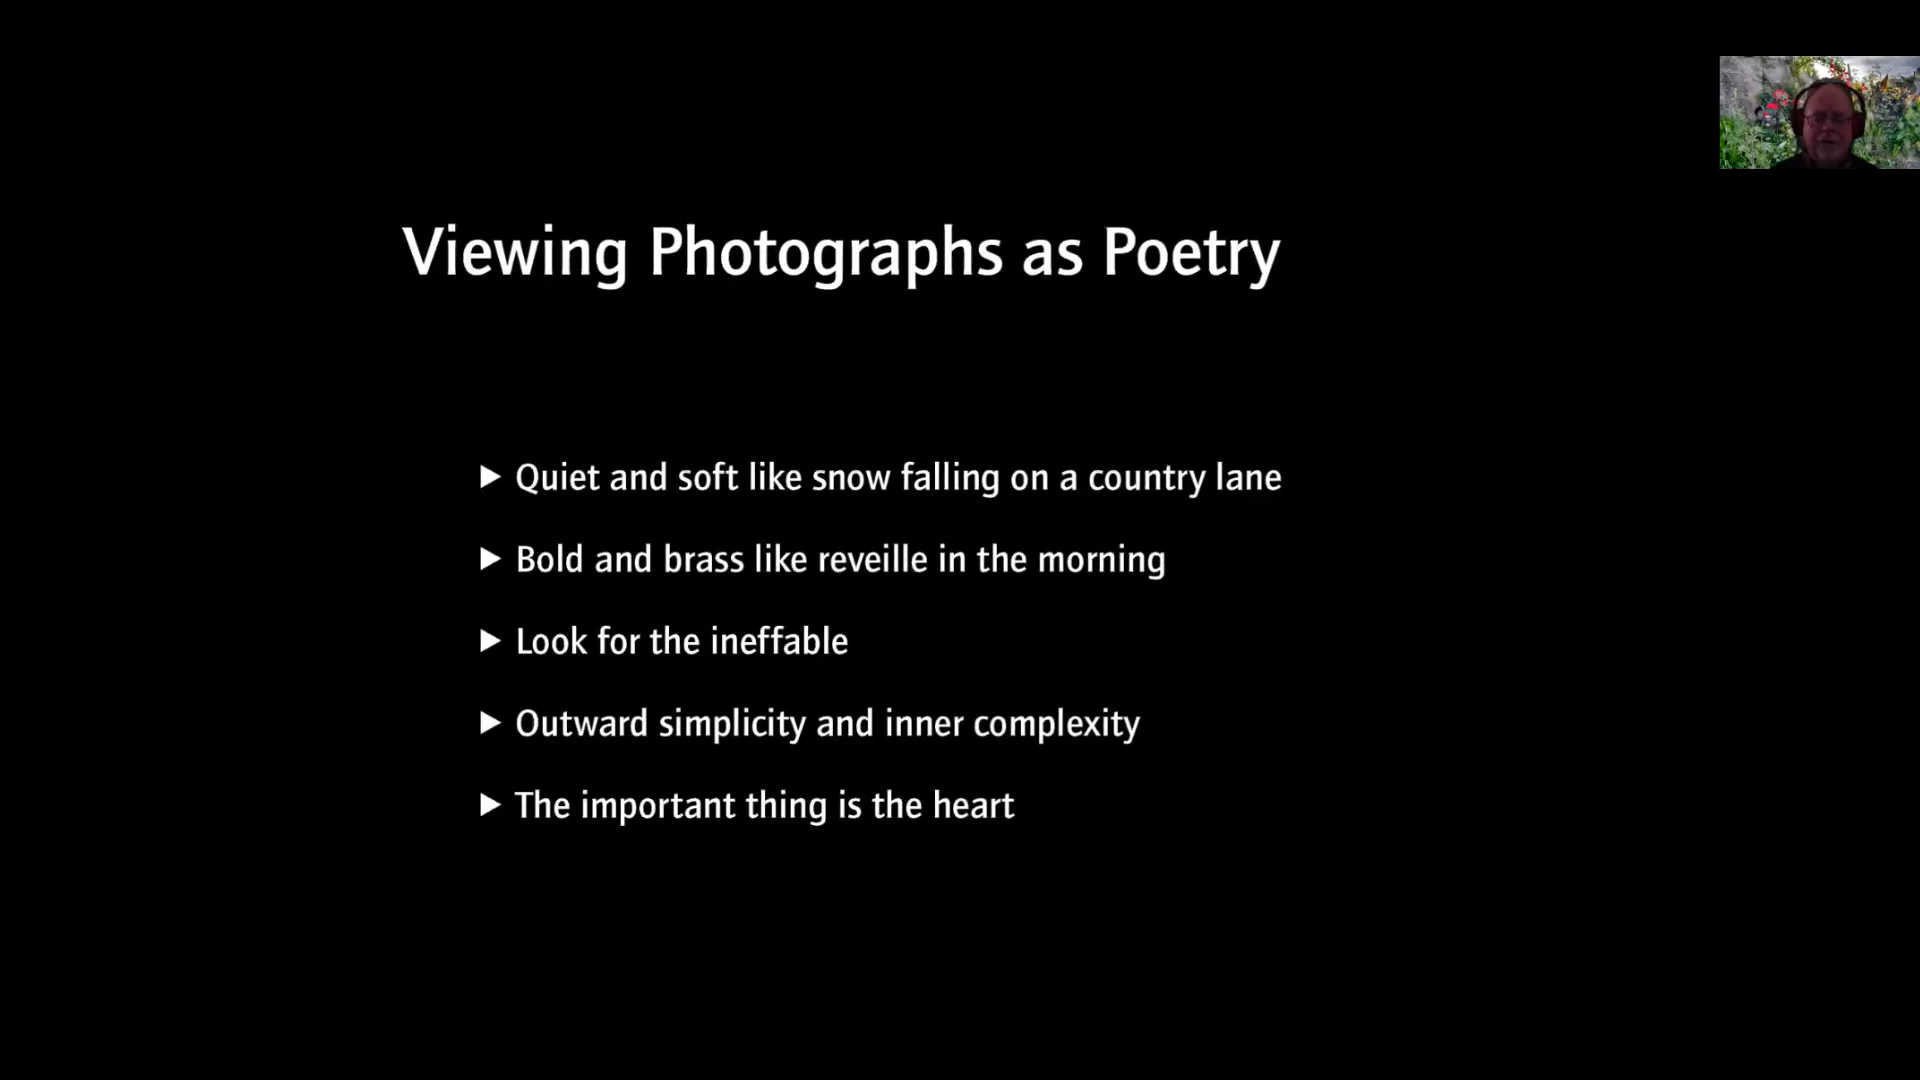 Viewing Photographs as Poetry
▶ Quiet and soft like snow falling on a country lane
▶ Bold and brass like reveille in the morning
▶ Look for the ineffable
▶ Outward simplicity and inner complexity
▶ The important thing is the heart